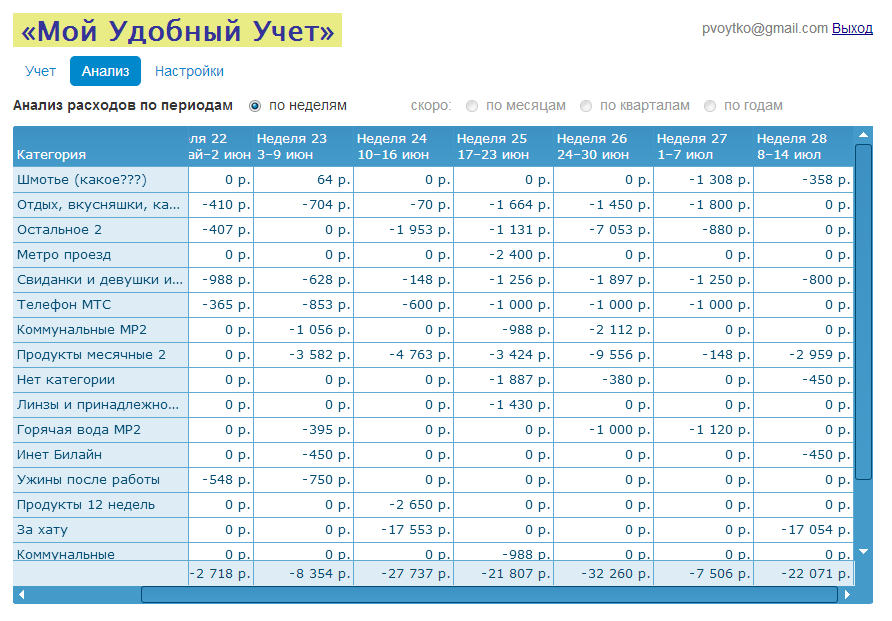 «Мой Удобный Учет»
pvoytko@gmail.com Выход
Учет Анализ Настройки
Анализ расходов по периодам по неделям скоро: по месяцам по кварталам по годам
ля 22 Неделя 23 Неделя 24 Неделя 25 Неделя 26 Неделя 27 Неделя 28
Категория ай–2 июн 3–9 июн 10–16 июн 17–23 июн 24–30 июн 1–7 июл 8–14 июл
Шмотье (какое???) 0 р. 64 р. 0 р. 0 р. 0 р. -1 308 р. -358 р.
Отдых, вкусняшки, ка... -410 р. -704 р. -70 р. -1 664 р. -1 450 р. -1 800 р. 0 р.
Остальное 2 -407 р. 0 р. -1 953 р. -1 131 р. -7 053 р. -880 р. 0 р.
Метро проезд 0 р. 0 р. 0 р. -2 400 р. 0 р. 0 р. 0 р.
Свиданки и девушки и... -988 р. -628 р. -148 р. -1 256 р. -1 897 р. -1 250 р. -800 р.
Телефон МТС -365 р. -853 р. -600 р. -1 000 р. -1 000 р. -1 000 р. 0 р.
Коммунальные МР2 0 р. -1 056 р. 0 р. -988 р. -2 112 р. 0 р. 0 р.
Продукты месячные 2 0 р. -3 582 р. -4 763 р. -3 424 р. -9 556 р. -148 р. -2 959 р.
Нет категории 0 р. 0 р. 0 р. -1 887 р. -380 р. 0 р. -450 р.
Линзы и принадлежно... 0 р. 0 р. 0 р. -1 430 р. 0 р. 0 р. 0 р.
Горячая вода МР2 0 р. -395 р. 0 р. 0 р. -1 000 р. -1 120 р. 0 р.
Инет Билайн 0 р. -450 р. 0 р. 0 р. 0 р. 0 р. -450 р.
Ужины после работы -548 р. -750 р. 0 р. 0 р. 0 р. 0 р. 0 р.
Продукты 12 недель 0 р. 0 р. -2 650 р. 0 р. 0 р. 0 р. 0 р.
За хату 0 р. 0 р. -17 553 р. 0 р. 0 р. 0 р. -17 054 р.
Коммунальные 0 р. 0 р. 0 р. -988 р. 0 р. 0 р. 0 р.
-2 718 р. -8 354 р. -27 737 р. -21 807 р. -32 260 р. -7 506 р. -22 071 р.